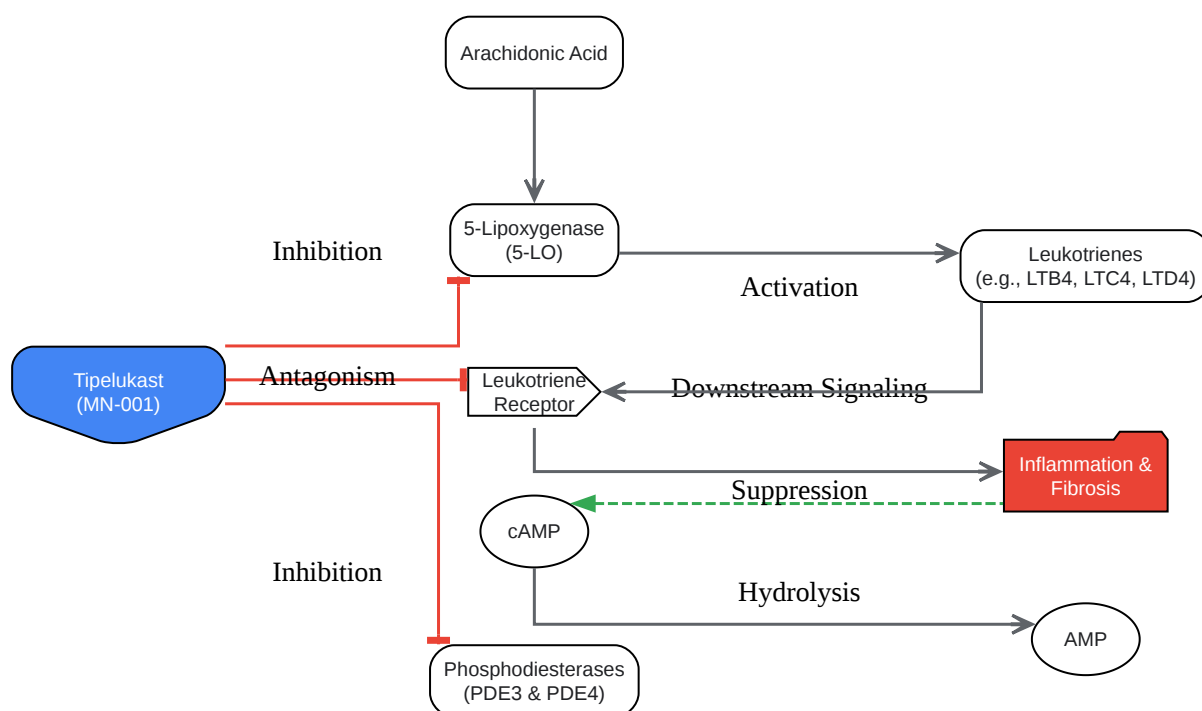 Arachidonic Acid
5-Lipoxygenase
(5-LO)
Inhibition
Leukotrienes
(e.g., LTB4, LTC4, LTD4)
Activation
Tipelukast
(MN-001)
Antagonism
Leukotriene
Receptor
Downstream Signaling
Inflammation &
Fibrosis
Suppression
cAMP
Inhibition
Hydrolysis
AMP
Phosphodiesterases
(PDE3 & PDE4)